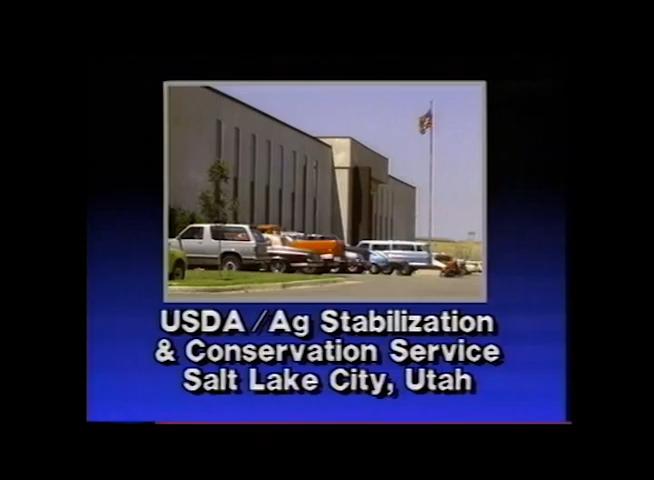 USDA/Ag Stabilization
& Conservation Service
Salt Lake City, Utah